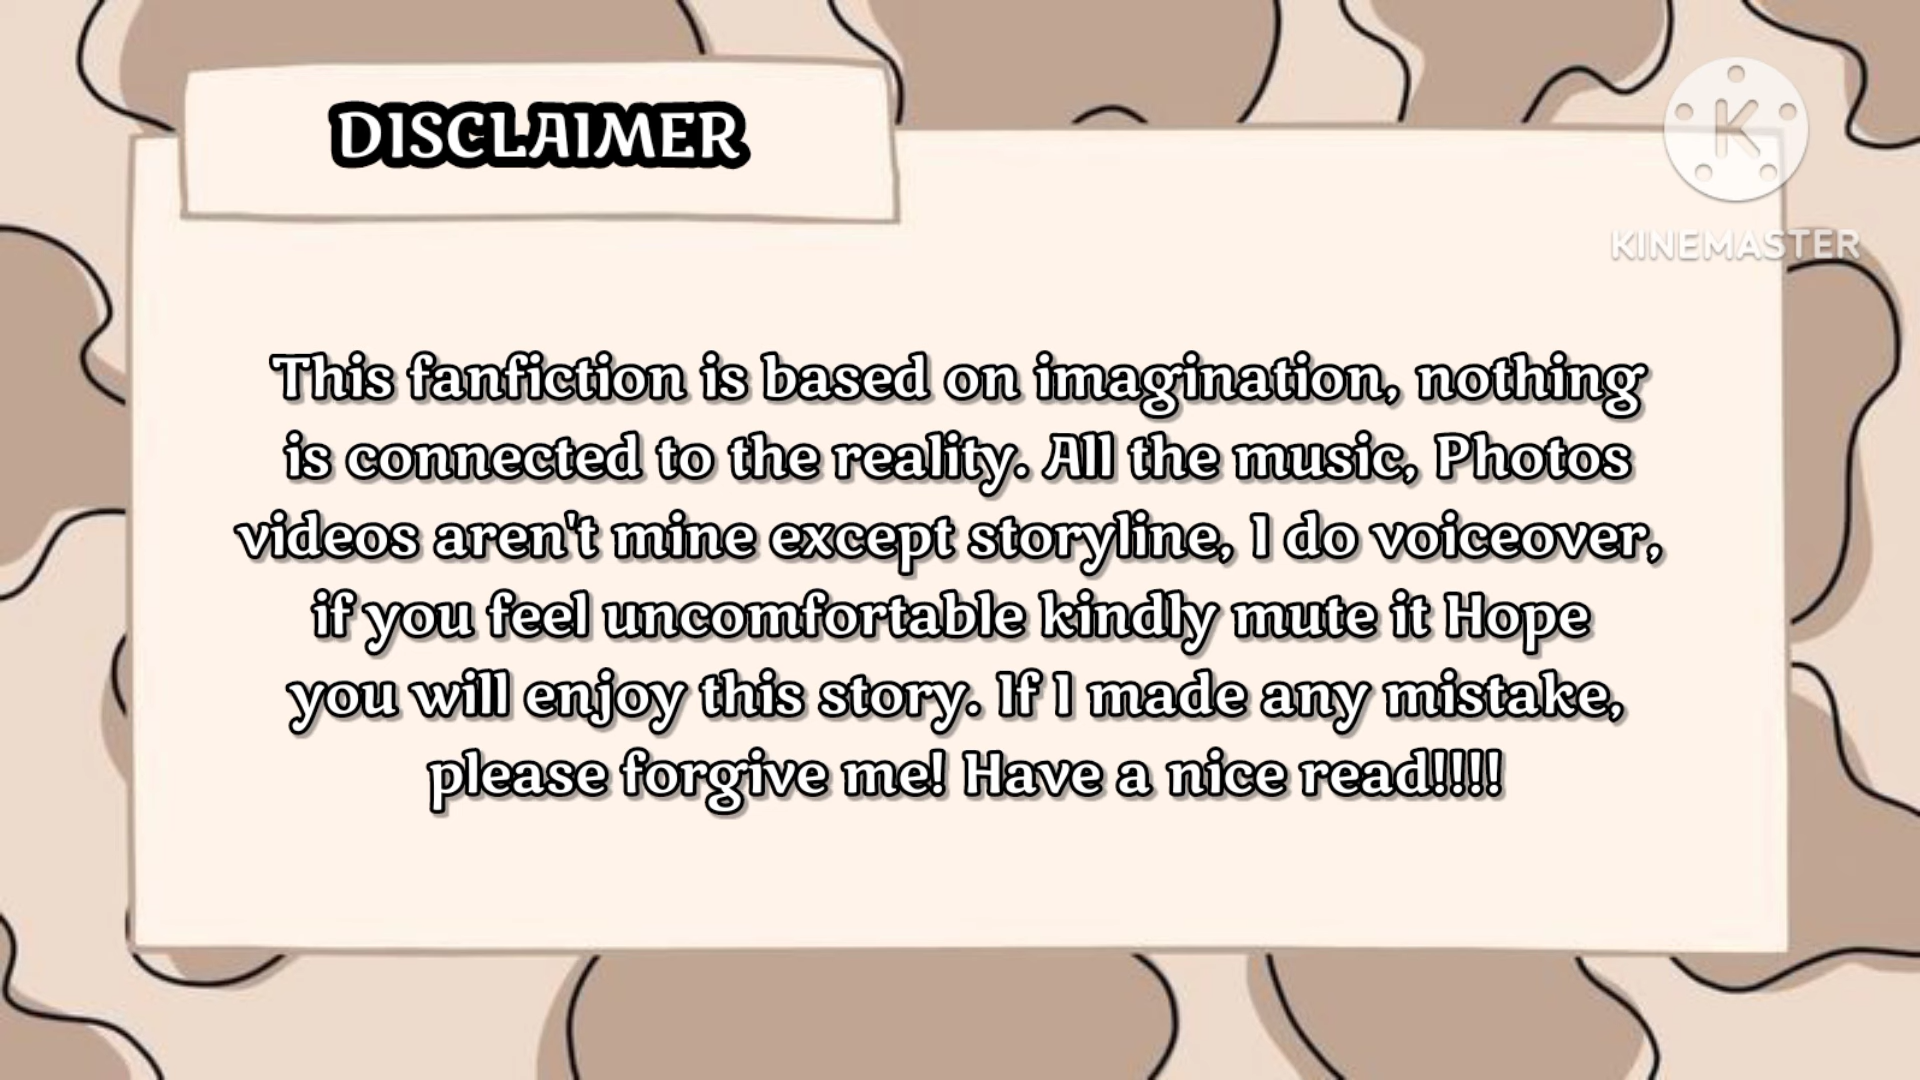 DISCLAIMER
K
KINEMASTER
This fanfiction is based on imagination, nothing
is connected to the reality. All the music, Photos
videos aren't mine except storyline, I do voiceover,
if you feel uncomfortable kindly mute it Hope
you will enjoy this story. If I made any mistake,
please forgive me! Have a nice read!!!!